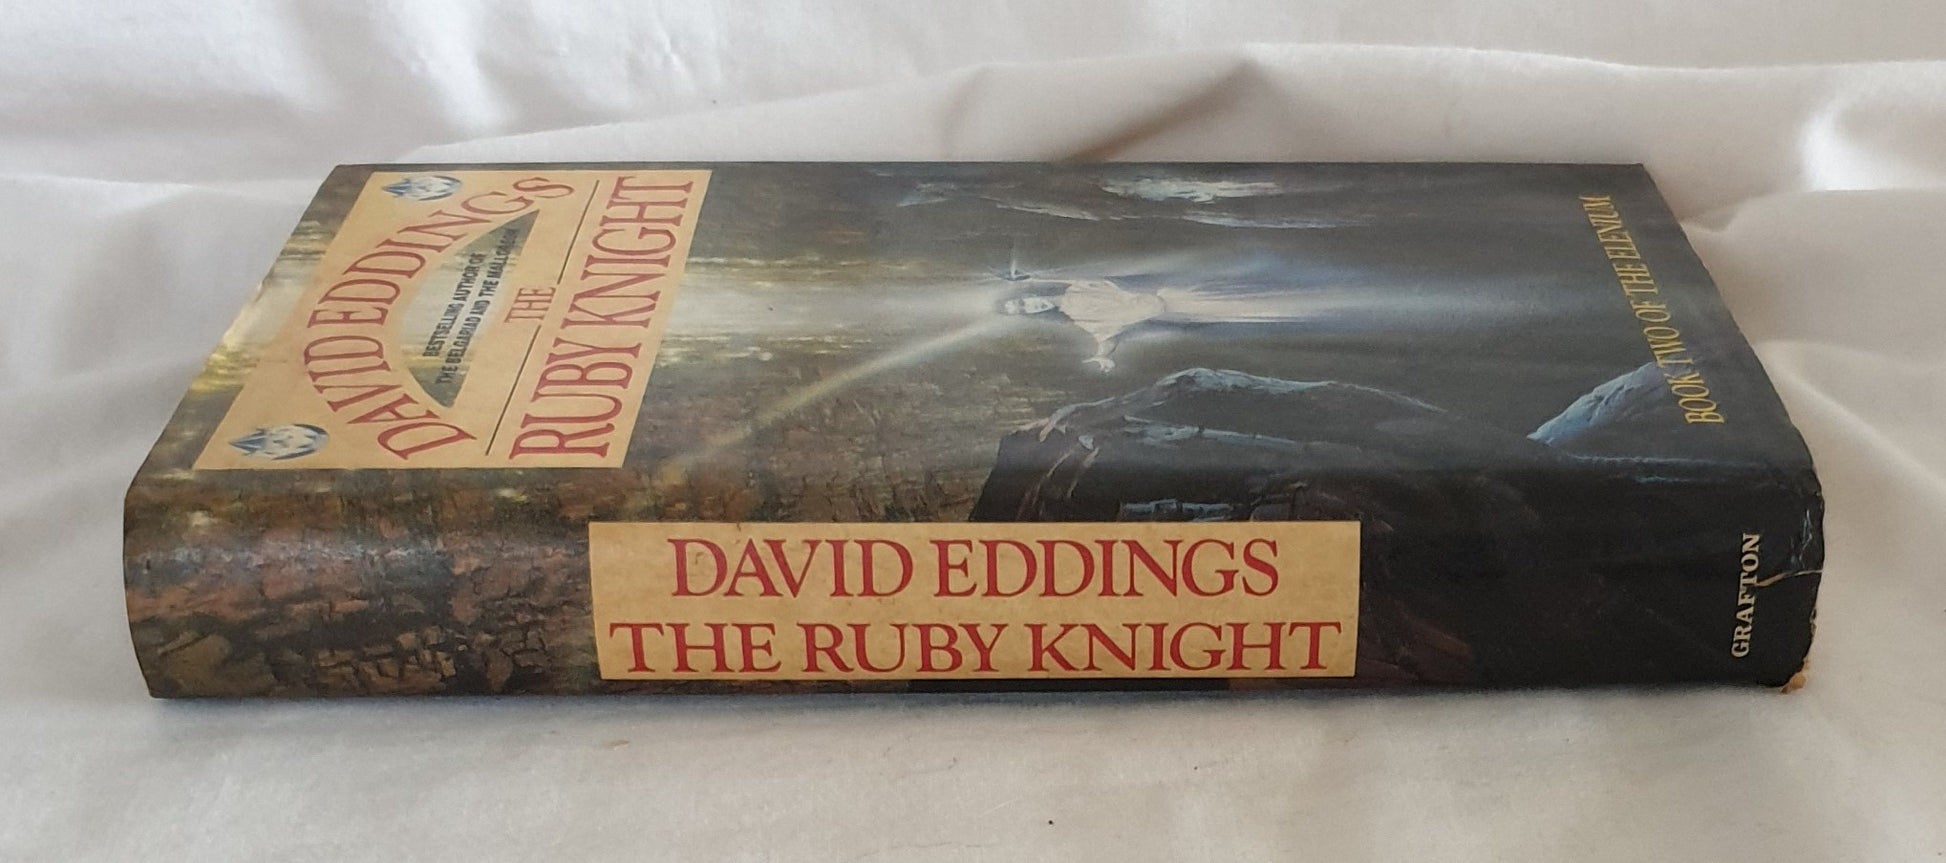 DAVID EDDINGS
BESTSELLING AUTHOR OF
THE BELGARIAD AND THE MALLOREON
THE
RUBY KNIGHT
BOOK TWO OF THE ELENIUM
DAVID EDDINGS
THE RUBY KNIGHT
GRAFTON